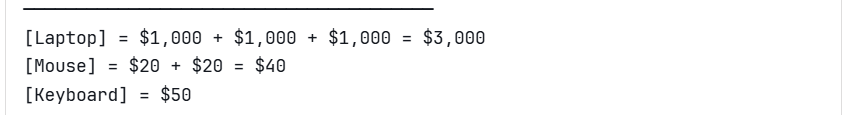 [Laptop] = $1,000 + $1,000 + $1,000 = $3,000
[Mouse] = $20 + $20 = $40
[Keyboard] = $50